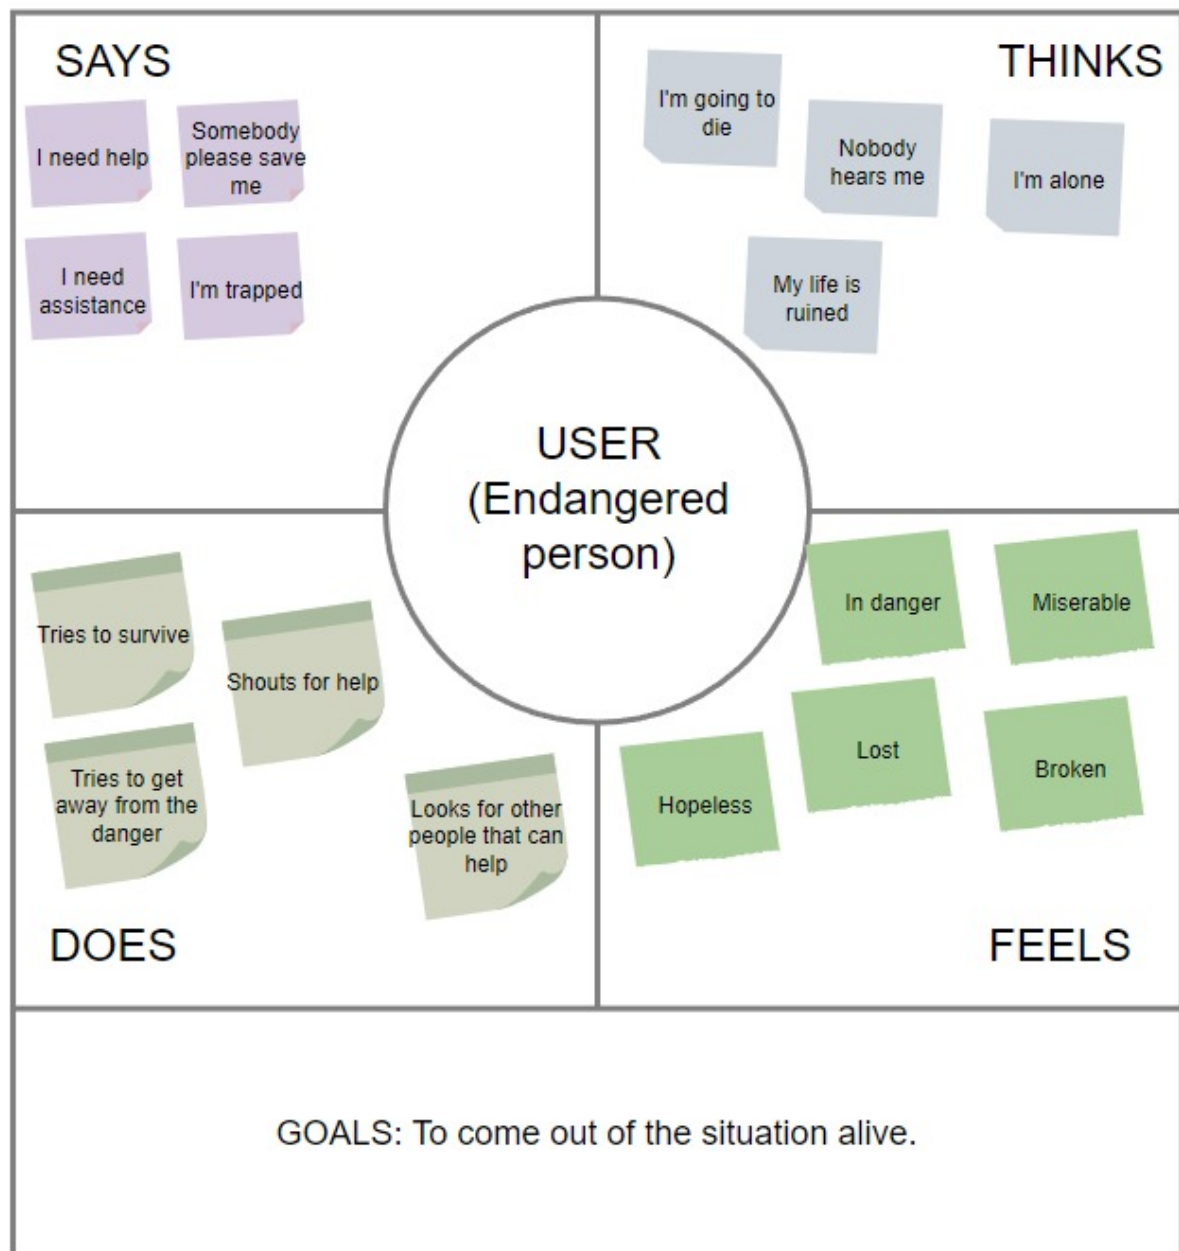 SAYS
I need help
Somebody
please save
me
I need
assistance
I'm trapped
THINKS
I'm going to
die
Nobody
hears me
I'm alone
My life is
ruined
USER
(Endangered
person)
Tries to survive
Shouts for help
Tries to get
away from the
danger
Looks for other
people that can
help
DOES
In danger
Miserable
Lost
Broken
Hopeless
FEELS
GOALS: To come out of the situation alive.